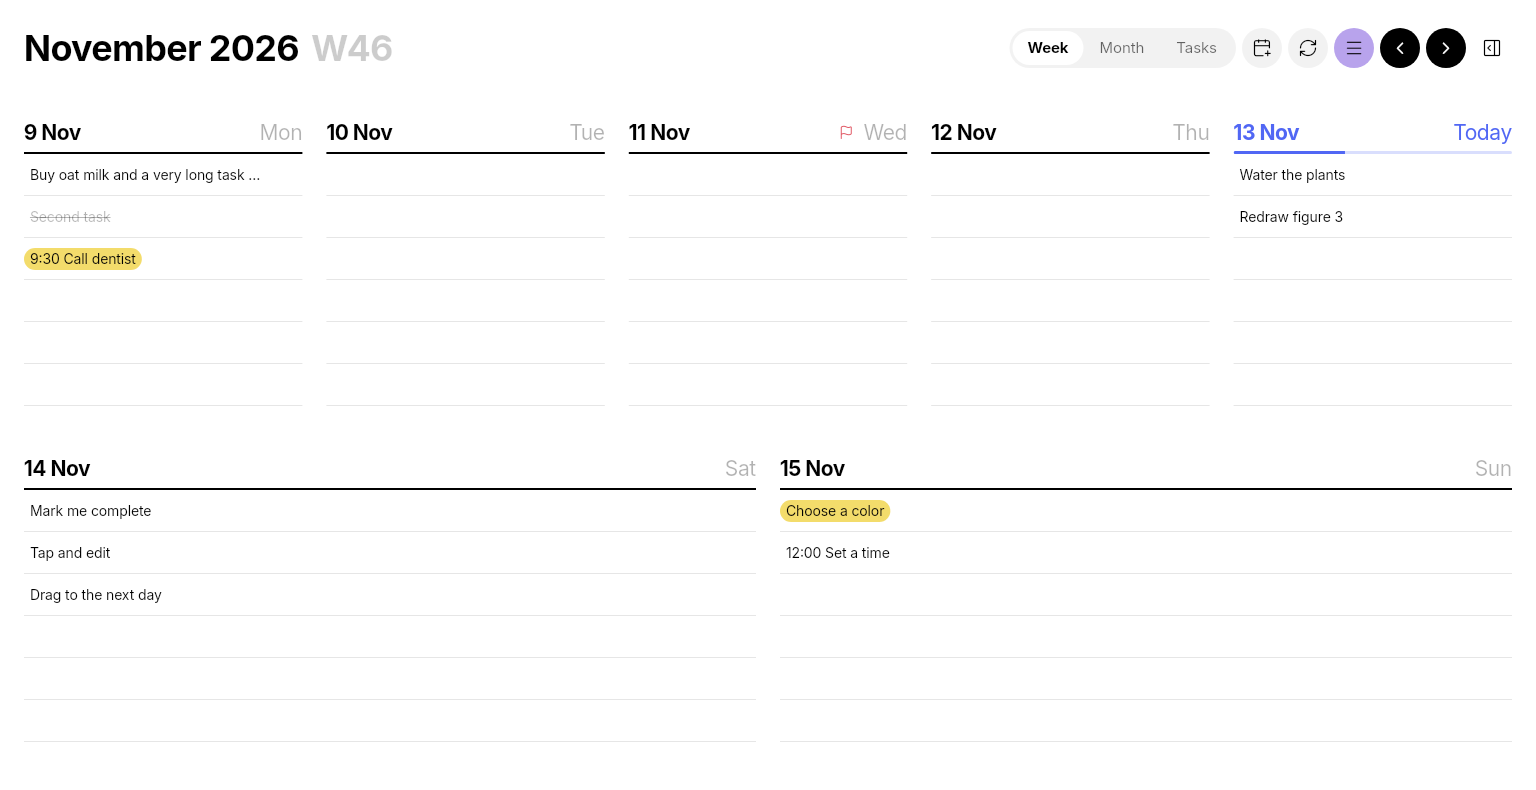 November 2026 W46
Week Month Tasks
9 Nov Mon
Buy oat milk and a very long task ...
Second task
9:30 Call dentist
10 Nov Tue
11 Nov Wed
12 Nov Thu
13 Nov Today
Water the plants
Redraw figure 3
14 Nov Sat
Mark me complete
Tap and edit
Drag to the next day
15 Nov Sun
Choose a color
12:00 Set a time